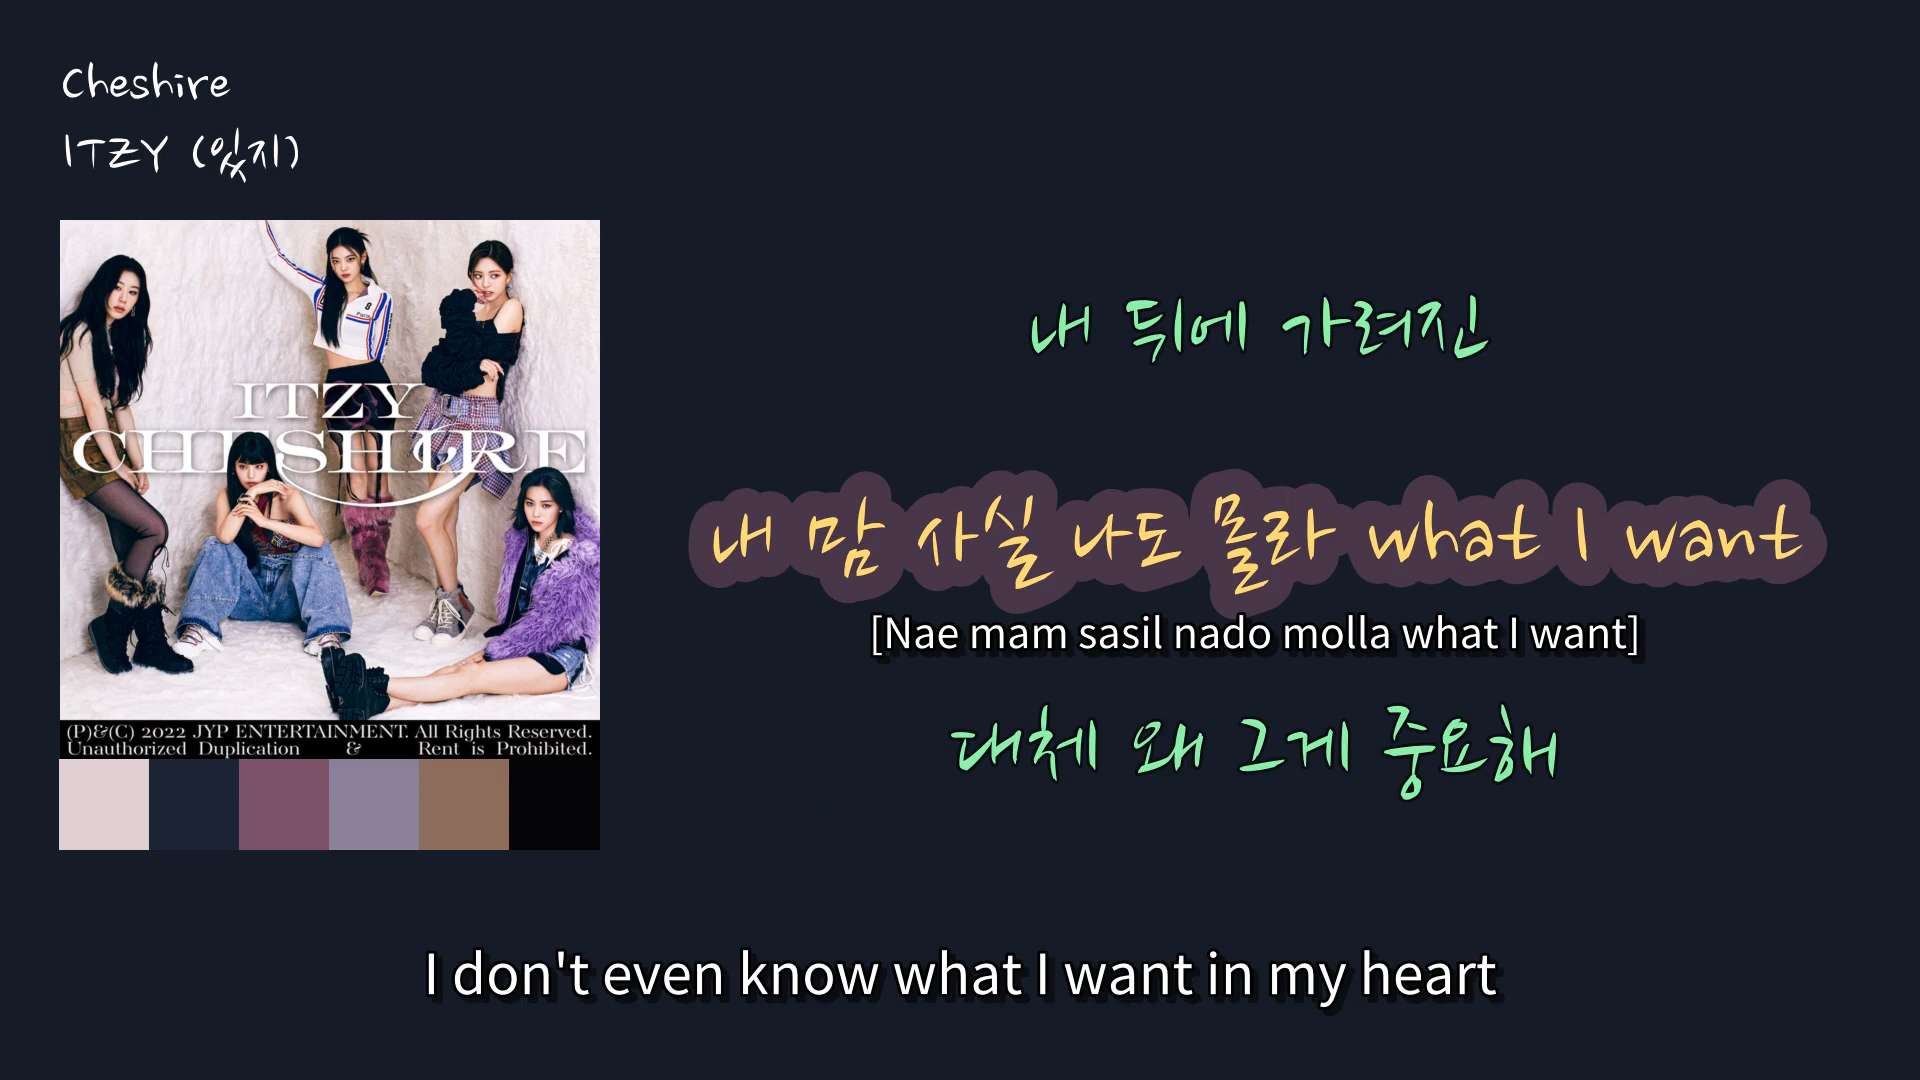 Cheshire
ITZY (있지)
ITZY
CHESHIRE
(P)&(C) 2022 JYP ENTERTAINMENT. All Rights Reserved.
Unauthorized Duplication & Rent is Prohibited.
내 뒤에 가려진
내 맘 사실 나도 몰라 what I want
[Nae mam sasil nado molla what I want]
대체 왜 그게 중요해
I don't even know what I want in my heart